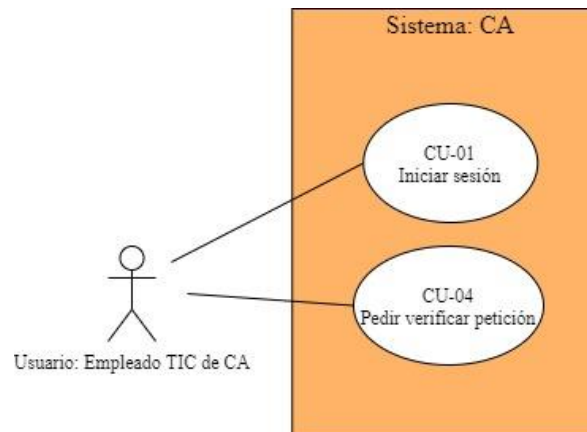 Sistema: CA
CU-01
Iniciar sesión
CU-04
Pedir verificar petición
Usuario: Empleado TIC de CA